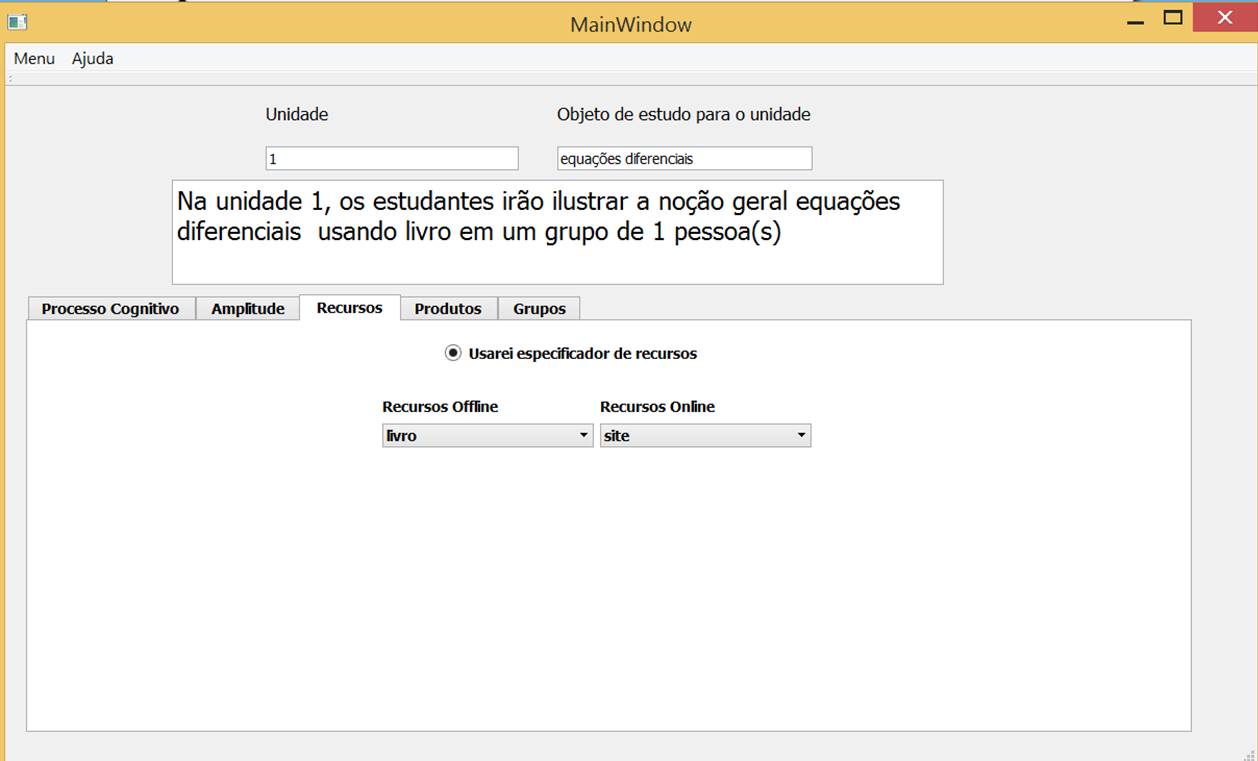 MainWindow
Menu Ajuda
Unidade Objeto de estudo para o unidade
1 equações diferenciais
Na unidade 1, os estudantes irão ilustrar a noção geral equações
diferenciais  usando livro em um grupo de 1 pessoa(s)
Processo Cognitivo Amplitude Recursos Produtos Grupos
Usarei especificador de recursos
Recursos Offline Recursos Online
livro site